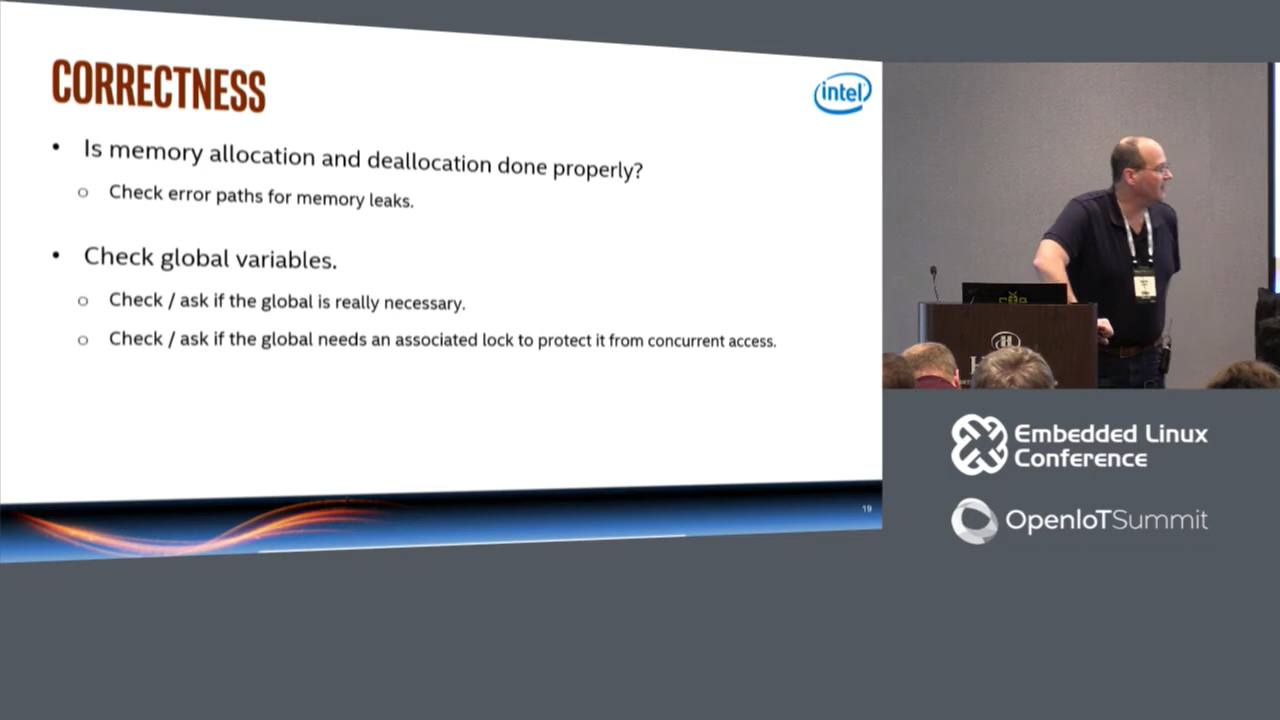 CORRECTNESS
intel
• Is memory allocation and deallocation done properly?
o Check error paths for memory leaks.
• Check global variables.
o Check / ask if the global is really necessary.
o Check / ask if the global needs an associated lock to protect it from concurrent access.
19
H
Embedded Linux
Conference
OpenIoTSummit